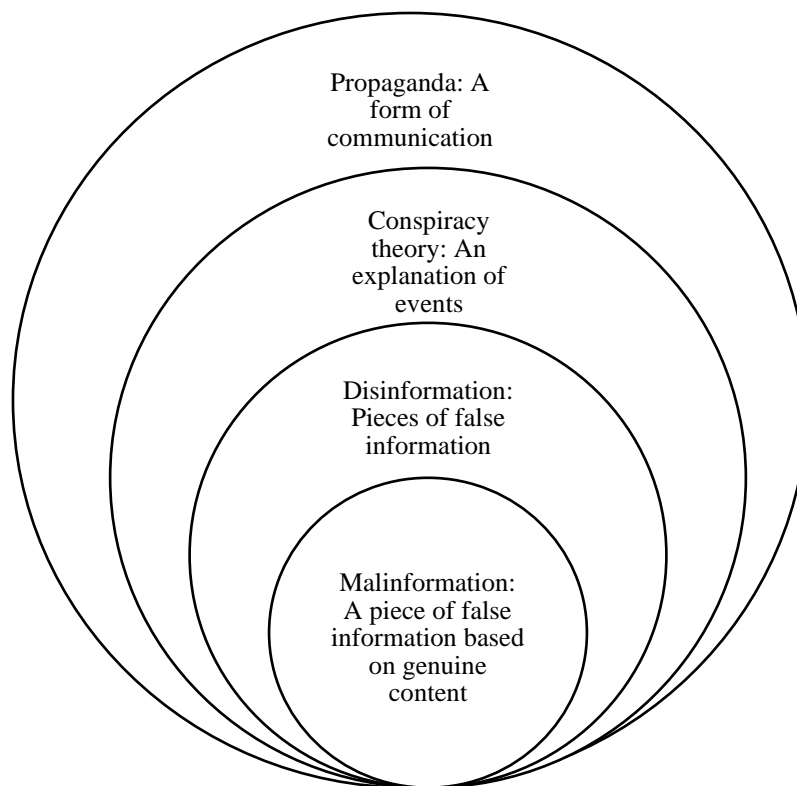 Propaganda: A
form of
communication
Conspiracy
theory: An
explanation of
events
Disinformation:
Pieces of false
information
Malinformation:
A piece of false
information based
on genuine
content